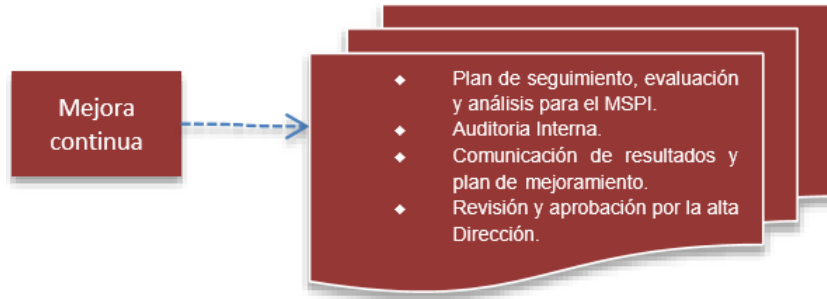 Mejora
continua
◆ Plan de seguimiento, evaluación
y análisis para el MSPI.
◆ Auditoria Interna.
◆ Comunicación de resultados y
plan de mejoramiento.
◆ Revisión y aprobación por la alta
Dirección.